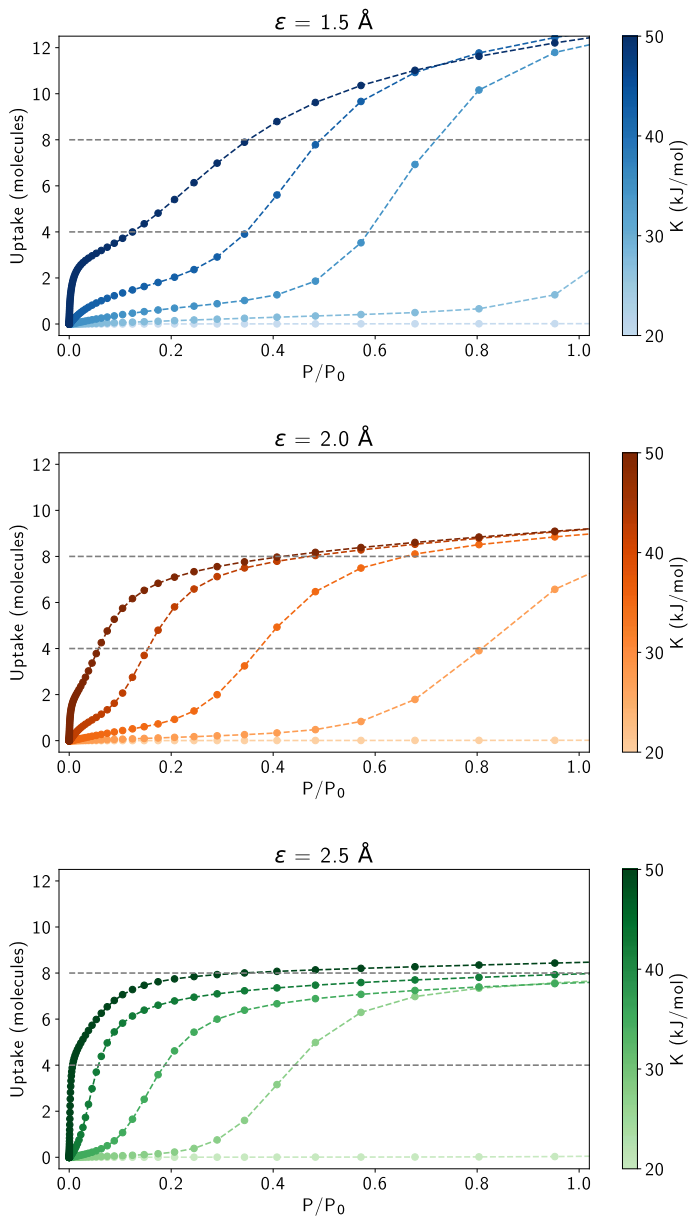 ε = 1.5 Å
12
10
8
6
4
2
0
Uptake (molecules)
0.0 0.2 0.4 0.6 0.8 1.0
P/P₀
50
40
30
20
K (kJ/mol)
ε = 2.0 Å
12
10
8
6
4
2
0
Uptake (molecules)
0.0 0.2 0.4 0.6 0.8 1.0
P/P₀
50
40
30
20
K (kJ/mol)
ε = 2.5 Å
12
10
8
6
4
2
0
Uptake (molecules)
0.0 0.2 0.4 0.6 0.8 1.0
P/P₀
50
40
30
20
K (kJ/mol)